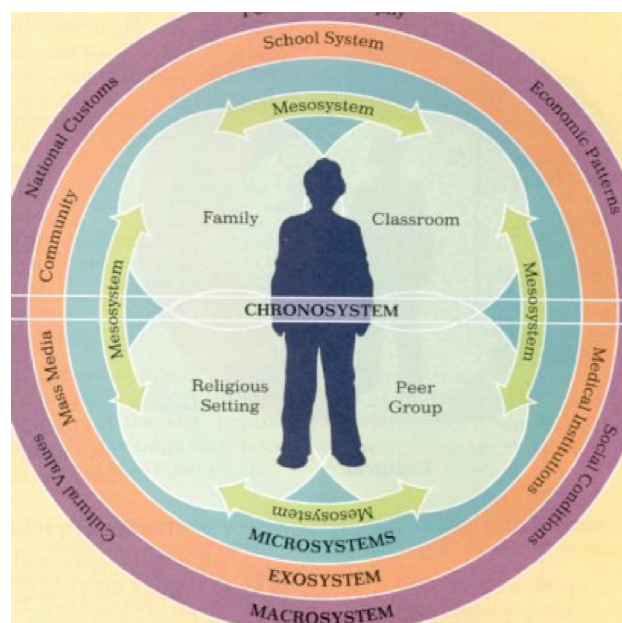 School System
Mesosystem
National Customs
Economic Patterns
Community
Family
Classroom
Mesosystem
Mesosystem
CHRONOSYSTEM
Mass Media
Religious
Setting
Peer
Group
Medical Institutions
Cultural Values
Social Conditions
Mesosystem
MICROSYSTEMS
EXOSYSTEM
MACROSYSTEM